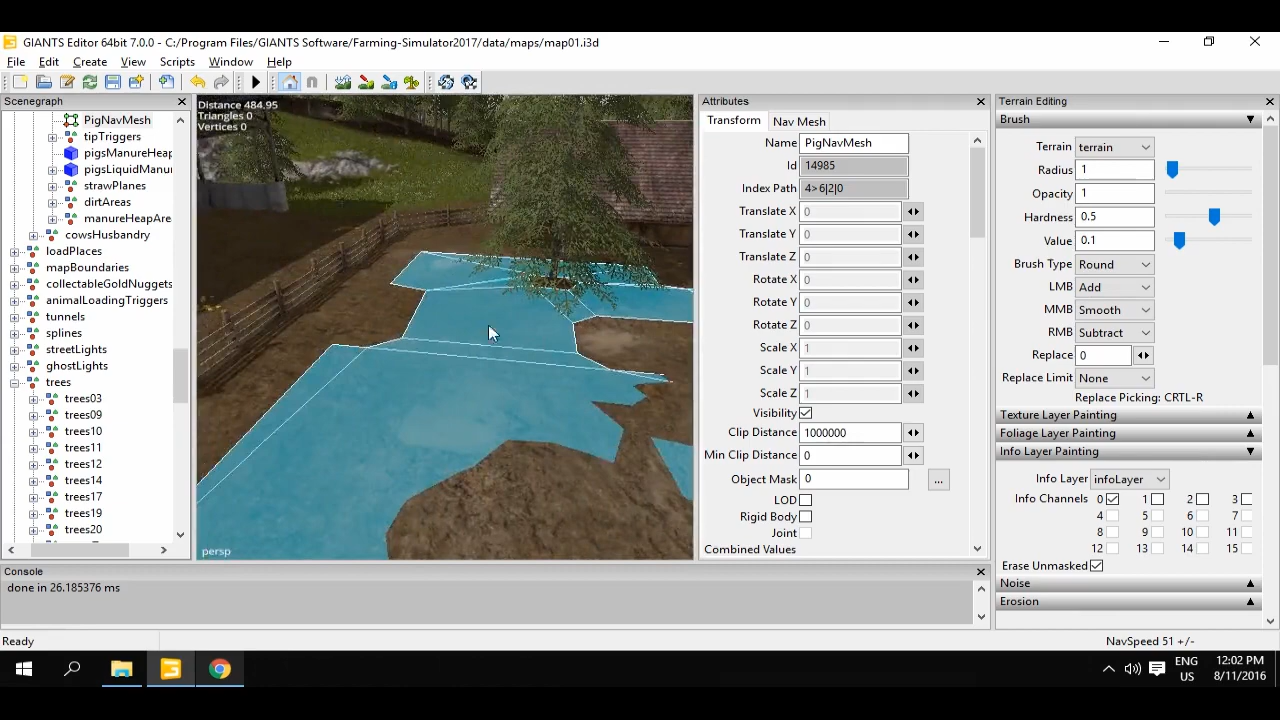 GIANTS Editor 64bit 7.0.0 - C:/Program Files/GIANTS Software/Farming-Simulator2017/data/maps/map01.i3d
File Edit Create View Scripts Window Help
Scenegraph
PigNavMesh
tipTriggers
pigsManureHeap
pigsLiquidManur
strawPlanes
dirtAreas
manureHeapArea
cowsHusbandry
loadPlaces
mapBoundaries
collectableGoldNuggets
animalLoadingTriggers
tunnels
splines
streetLights
ghostLights
trees
trees03
trees09
trees10
trees11
trees12
trees14
trees17
trees19
trees20
Distance 484.95
Triangles 0
Vertices 0
persp
Attributes
Transform Nav Mesh
Name PigNavMesh
Id 14985
Index Path 4>6|2|0
Translate X 0
Translate Y 0
Translate Z 0
Rotate X 0
Rotate Y 0
Rotate Z 0
Scale X 1
Scale Y 1
Scale Z 1
Visibility
Clip Distance 1000000
Min Clip Distance 0
Object Mask 0 ...
LOD
Rigid Body
Joint
Combined Values
Terrain Editing
Brush
Terrain terrain
Radius 1
Opacity 1
Hardness 0.5
Value 0.1
Brush Type Round
LMB Add
MMB Smooth
RMB Subtract
Replace 0
Replace Limit None
Replace Picking: CRTL-R
Texture Layer Painting
Foliage Layer Painting
Info Layer Painting
Info Layer infoLayer
Info Channels 0 1 2 3
4 5 6 7
8 9 10 11
12 13 14 15
Erase Unmasked
Noise
Erosion
Console
done in 26.185376 ms
Ready
NavSpeed 51 +/-
ENG
US
12:02 PM
8/11/2016